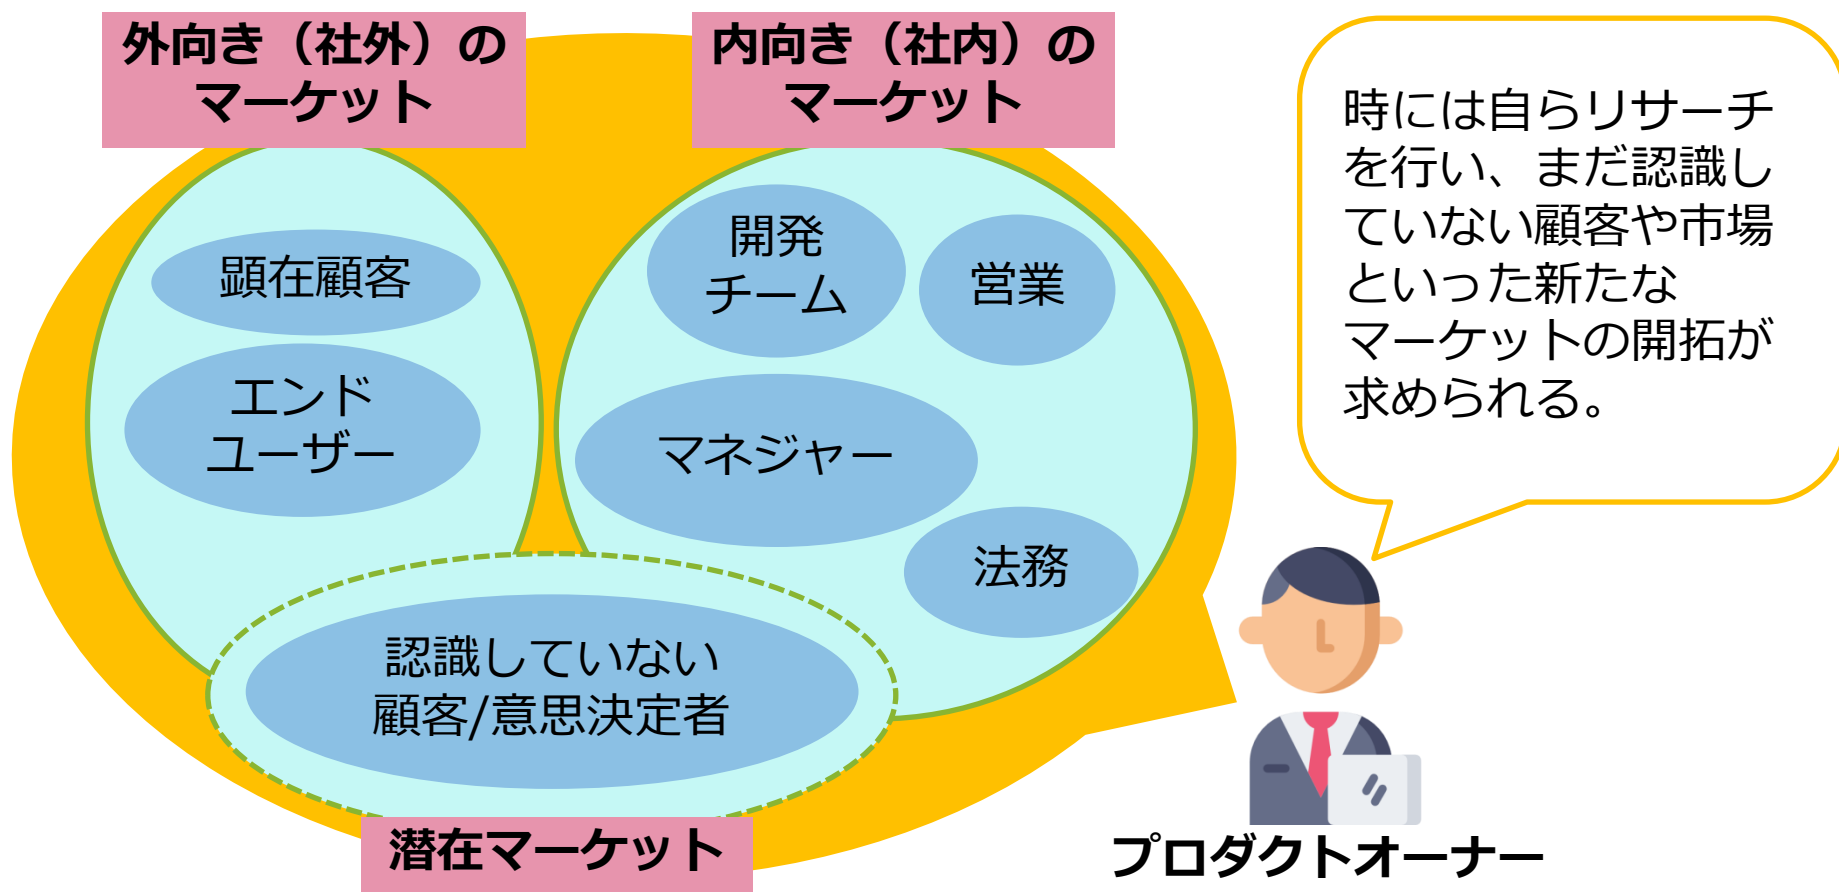 外向き（社外）の
マーケット
内向き（社内）の
マーケット
顕在顧客
エンド
ユーザー
開発
チーム
営業
マネジャー
法務
認識していない
顧客/意思決定者
潜在マーケット
時には自らリサーチ
を行い、まだ認識し
ていない顧客や市場
といった新たな
マーケットの開拓が
求められる。
プロダクトオーナー